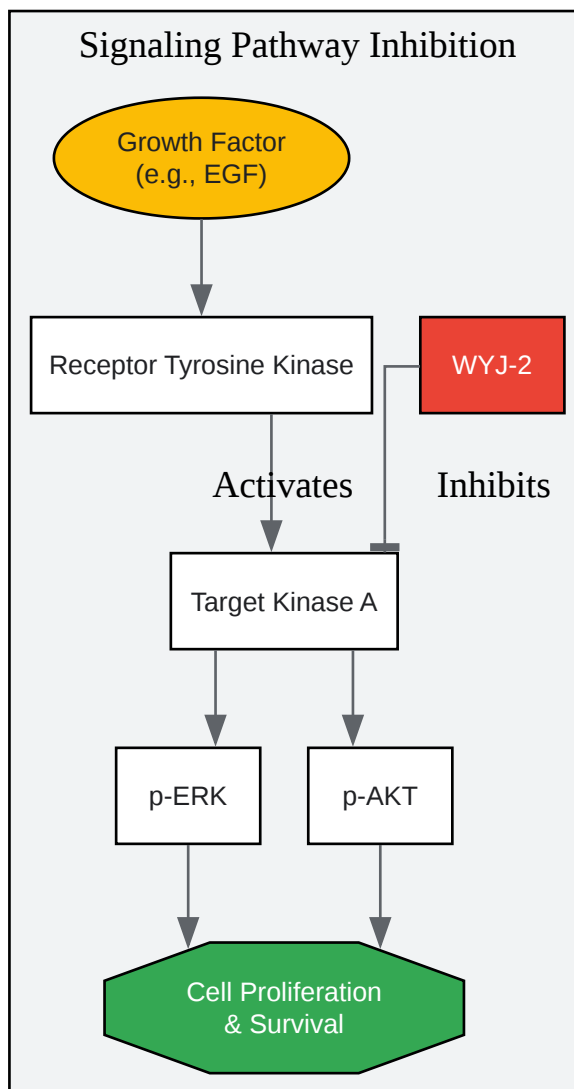 Signaling Pathway Inhibition
Growth Factor
(e.g., EGF)
Receptor Tyrosine Kinase
WYJ-2
Activates
Inhibits
Target Kinase A
p-ERK
p-AKT
Cell Proliferation
& Survival